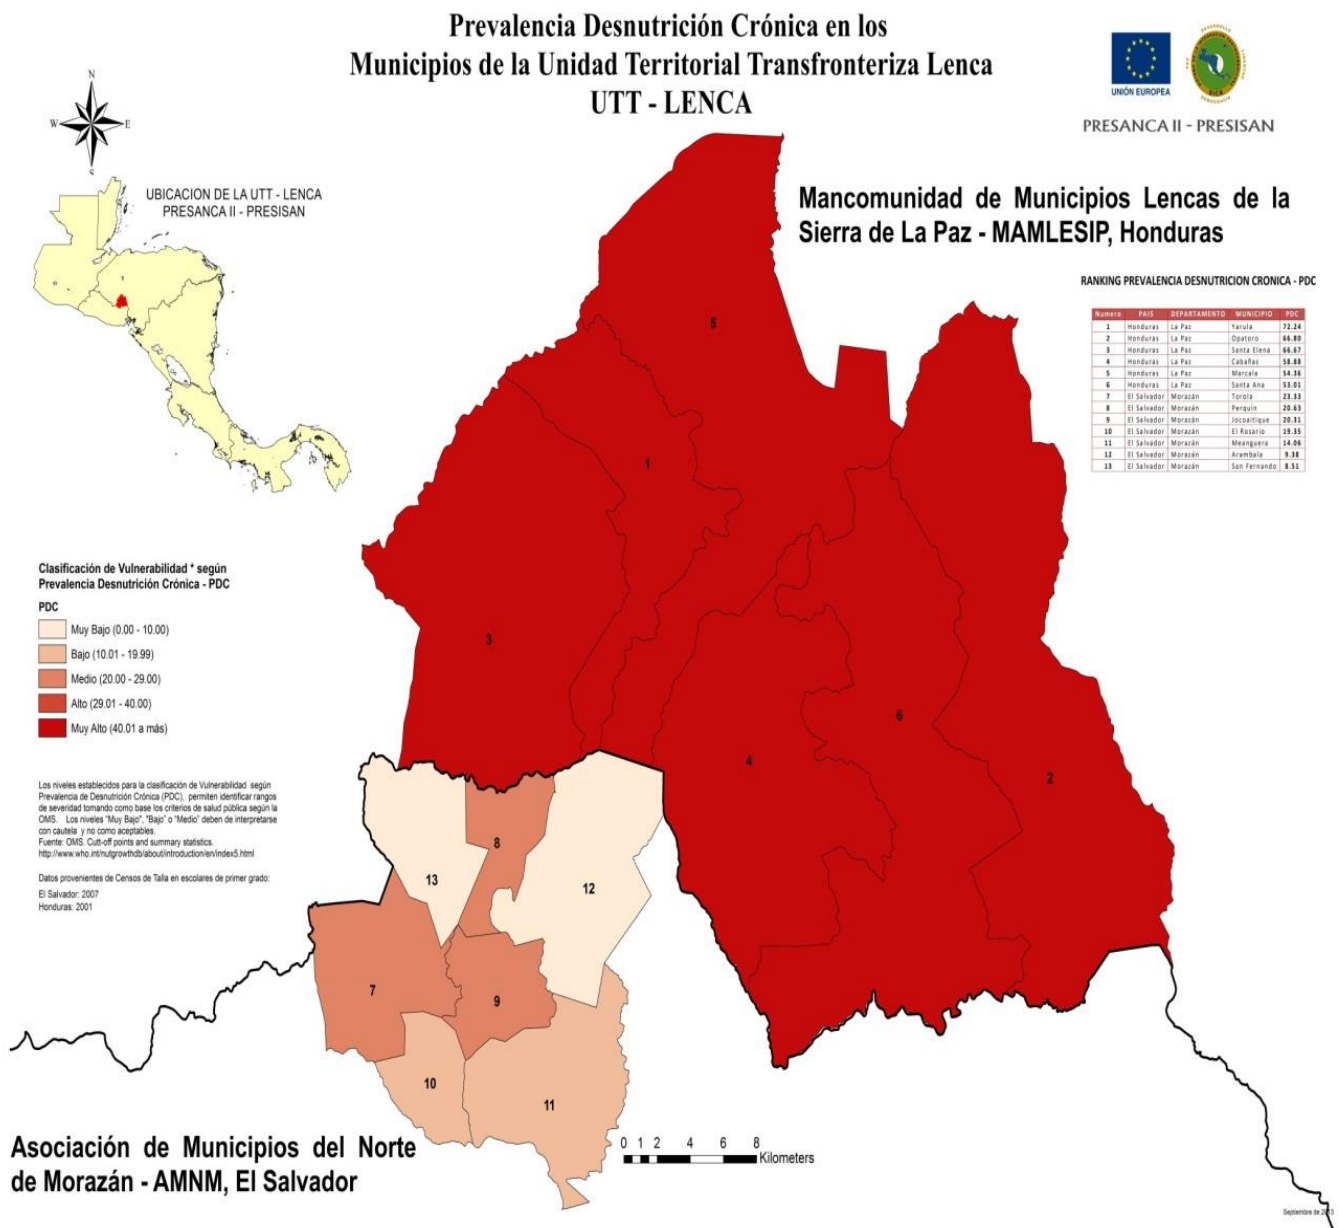 Prevalencia Desnutrición Crónica en los
Municipios de la Unidad Territorial Transfronteriza Lenca
UTT - LENCA
UNIÓN EUROPEA
PRESANCA II - PRESISAN
N
W E
S
UBICACION DE LA UTT - LENCA
PRESANCA II - PRESISAN
Mancomunidad de Municipios Lencas de la
Sierra de La Paz - MAMLESIP, Honduras
RANKING PREVALENCIA DESNUTRICION CRONICA - PDC
Numero PAIS DEPARTAMENTO MUNICIPIO PDC
1 Honduras La Paz Yarula 72.24
2 Honduras La Paz Opatoro 66.80
3 Honduras La Paz Santa Elena 66.67
4 Honduras La Paz Cabañas 58.88
5 Honduras La Paz Marcala 54.36
6 Honduras La Paz Santa Ana 53.01
7 El Salvador Morazán Torola 23.33
8 El Salvador Morazán Perquín 20.63
9 El Salvador Morazán Jocoaitique 20.31
10 El Salvador Morazán El Rosario 19.35
11 El Salvador Morazán Meanguera 14.06
12 El Salvador Morazán Arambala 9.38
13 El Salvador Morazán San Fernando 8.51
5
1
3
6
4
2
8
13
12
7
9
10
11
Clasificación de Vulnerabilidad * según
Prevalencia Desnutrición Crónica - PDC
PDC
Muy Bajo (0.00 - 10.00)
Bajo (10.01 - 19.99)
Medio (20.00 - 29.00)
Alto (29.01 - 40.00)
Muy Alto (40.01 a más)
Los niveles establecidos para la clasificación de Vulnerabilidad según
Prevalencia de Desnutrición Crónica (PDC), permiten identificar rangos
de severidad tomando como base los criterios de salud pública según la
OMS. Los niveles "Muy Bajo", "Bajo" o "Medio" deben de interpretarse
con cautela y no como aceptables.
Fuente: OMS. Cutt-off points and summary statistics.
http://www.who.int/nutgrowthdb/about/introduction/en/index5.html
Datos provenientes de Censos de Talla en escolares de primer grado:
El Salvador: 2007
Honduras: 2001
Asociación de Municipios del Norte
de Morazán - AMNM, El Salvador
0 1 2 4 6 8
Kilometers
Septiembre de 2013